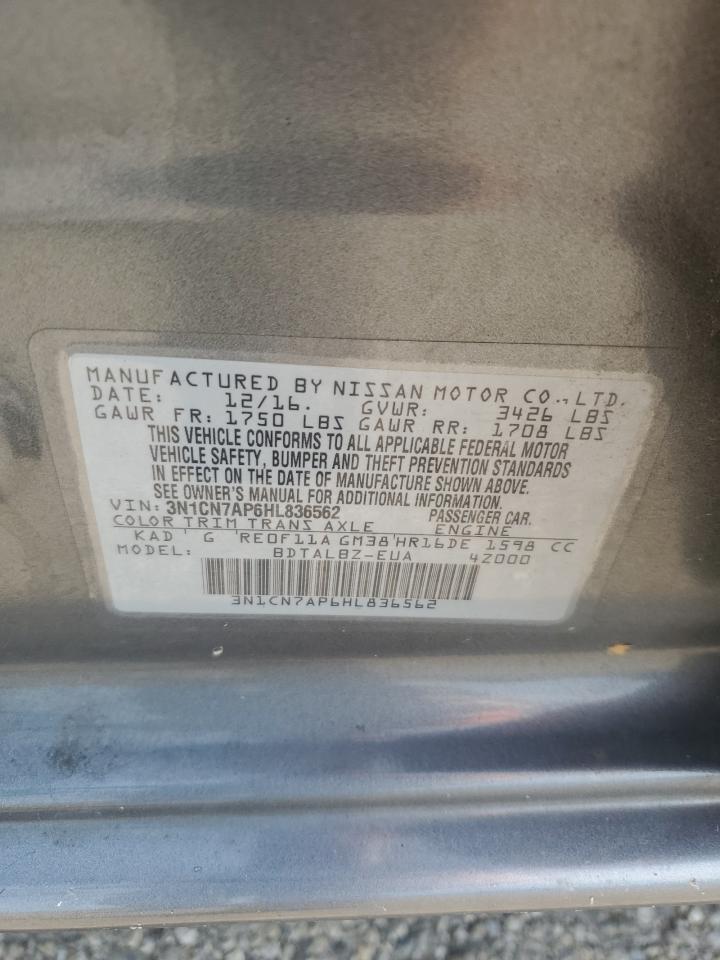 MANUFACTURED BY NISSAN MOTOR CO., LTD.
DATE: 12/16. GVWR: 3426 LBS
GAWR FR: 1750 LBS GAWR RR: 1708 LBS
THIS VEHICLE CONFORMS TO ALL APPLICABLE FEDERAL MOTOR
VEHICLE SAFETY, BUMPER AND THEFT PREVENTION STANDARDS
IN EFFECT ON THE DATE OF MANUFACTURE SHOWN ABOVE.
SEE OWNER'S MANUAL FOR ADDITIONAL INFORMATION.
VIN: 3N1CN7AP6HL836562 PASSENGER CAR.
COLOR TRIM TRANS AXLE ENGINE
KAD ' G 'RE0F11A GM38'HR16DE 1598 CC
MODEL: BDTALBZ-EUA 42000
3N1CN7AP6HL836562